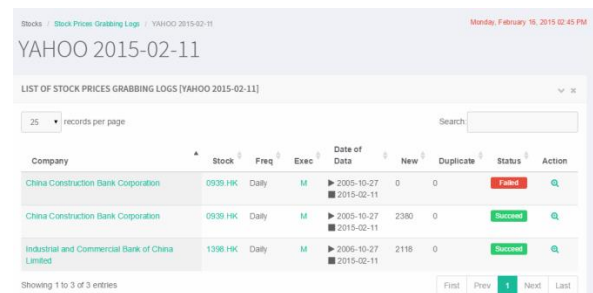 Stocks / Stock Prices Grabbing Logs / YAHOO 2015-02-11
Monday, February 16, 2015 02:45 PM
YAHOO 2015-02-11
LIST OF STOCK PRICES GRABBING LOGS [YAHOO 2015-02-11]
25 records per page Search:
Company Stock Freq Exec Date of Data New Duplicate Status Action
China Construction Bank Corporation 0939.HK Daily M 2005-10-27 0 0 Failed
2015-02-11
China Construction Bank Corporation 0939.HK Daily M 2005-10-27 2380 0 Succeed
2015-02-11
Industrial and Commercial Bank of China 1398.HK Daily M 2005-10-27 2118 0 Succeed
Limited 2015-02-11
Showing 1 to 3 of 3 entries First Prev 1 Next Last